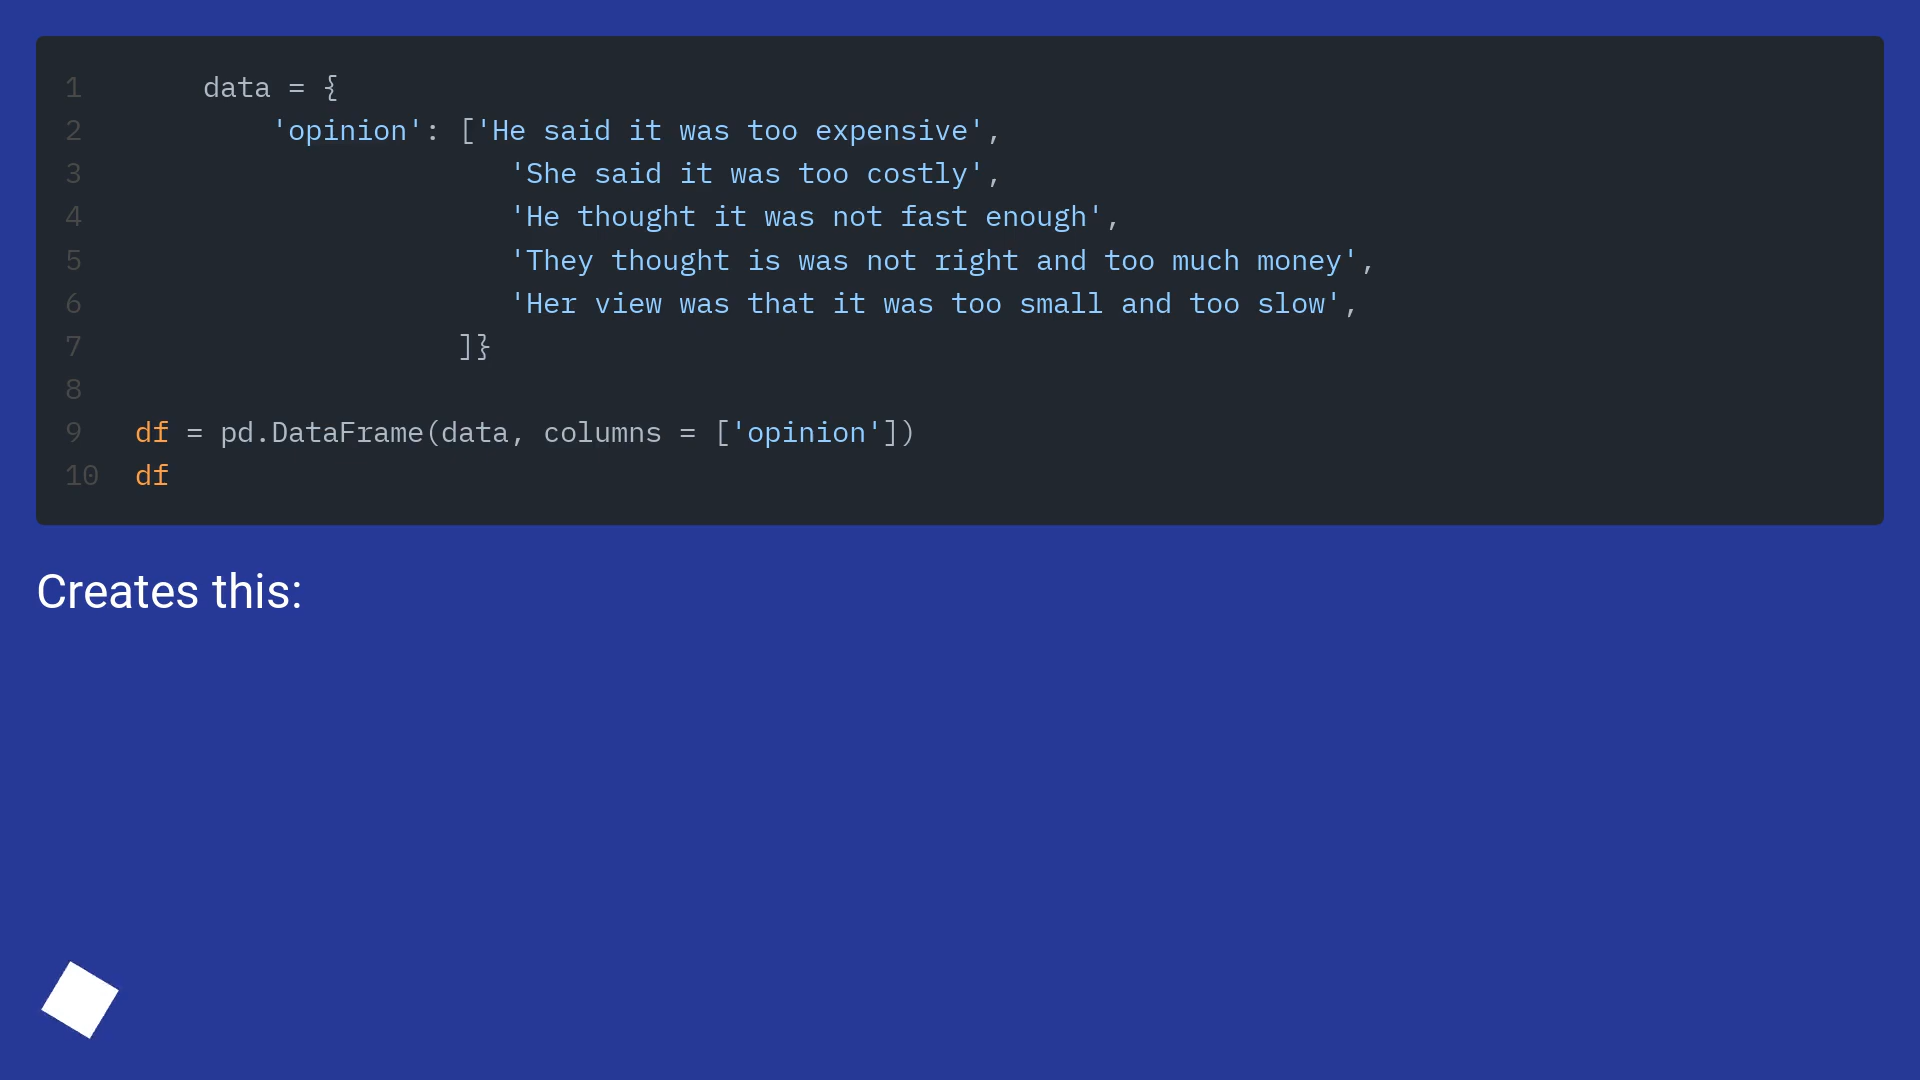 1 data = {
2 'opinion': ['He said it was too expensive',
3 'She said it was too costly',
4 'He thought it was not fast enough',
5 'They thought is was not right and too much money',
6 'Her view was that it was too small and too slow',
7 ]}
8
9 df = pd.DataFrame(data, columns = ['opinion'])
10 df
Creates this: